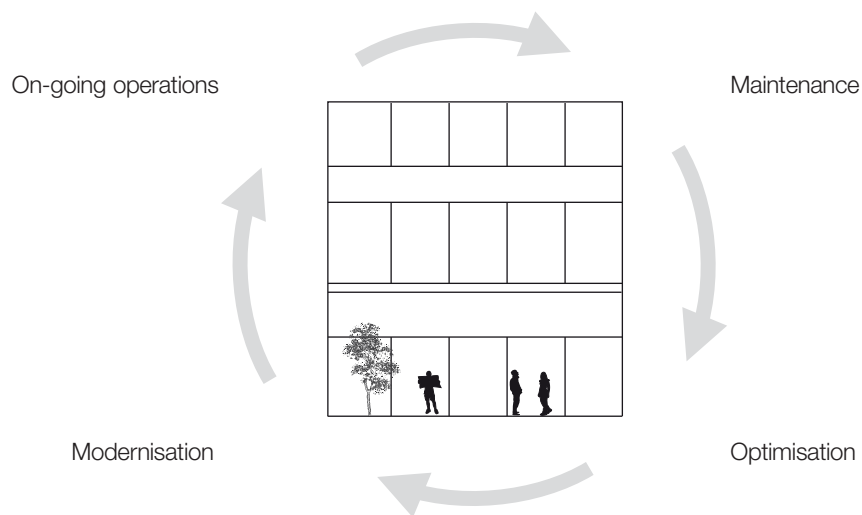 On-going operations
Maintenance
Modernisation
Optimisation